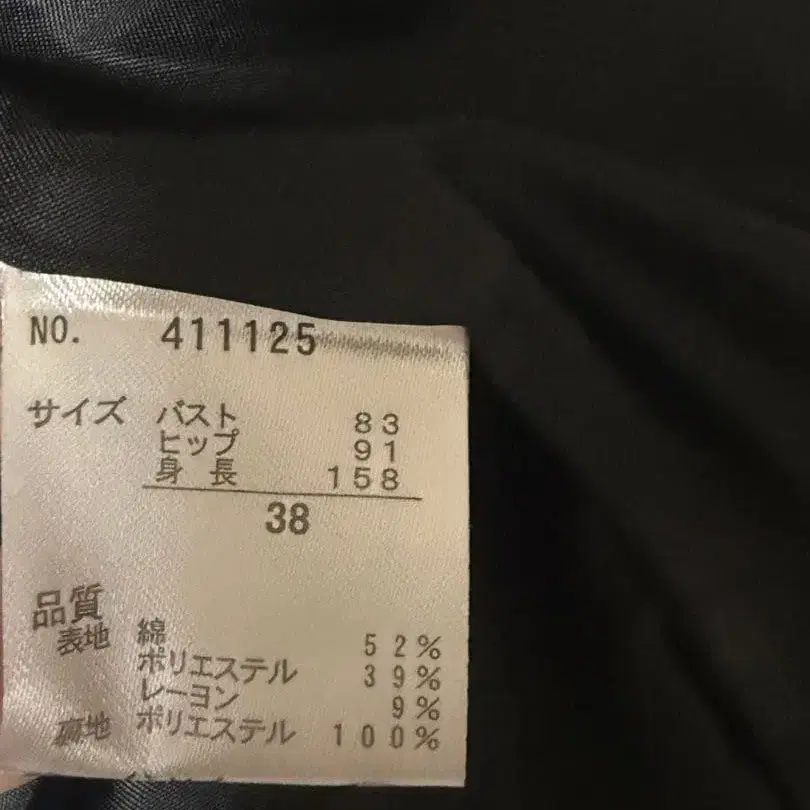 NO. 411125
サイズ バスト 83
ヒップ 91
身長 158
38
品質
表地 綿 52%
ポリエステル 39%
レーヨン 9%
裏地 ポリエステル 100%